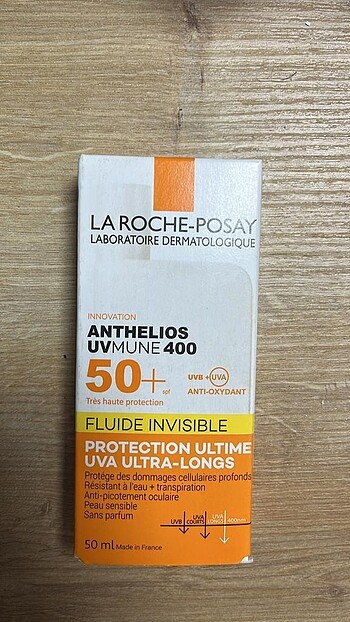 LA ROCHE-POSAY
LABORATOIRE DERMATOLOGIQUE
INNOVATION
ANTHELIOS
UVMUNE 400
50+ spf
UVB + UVA
ANTI-OXYDANT
Très haute protection
FLUIDE INVISIBLE
PROTECTION ULTIME
UVA ULTRA-LONGS
Protège des dommages cellulaires profonds
Résistant à l'eau + transpiration
Anti-picotement oculaire
Peau sensible
Sans parfum
UVB
UVA COURTS
UVA LONGS
400nm
50 ml Made in France